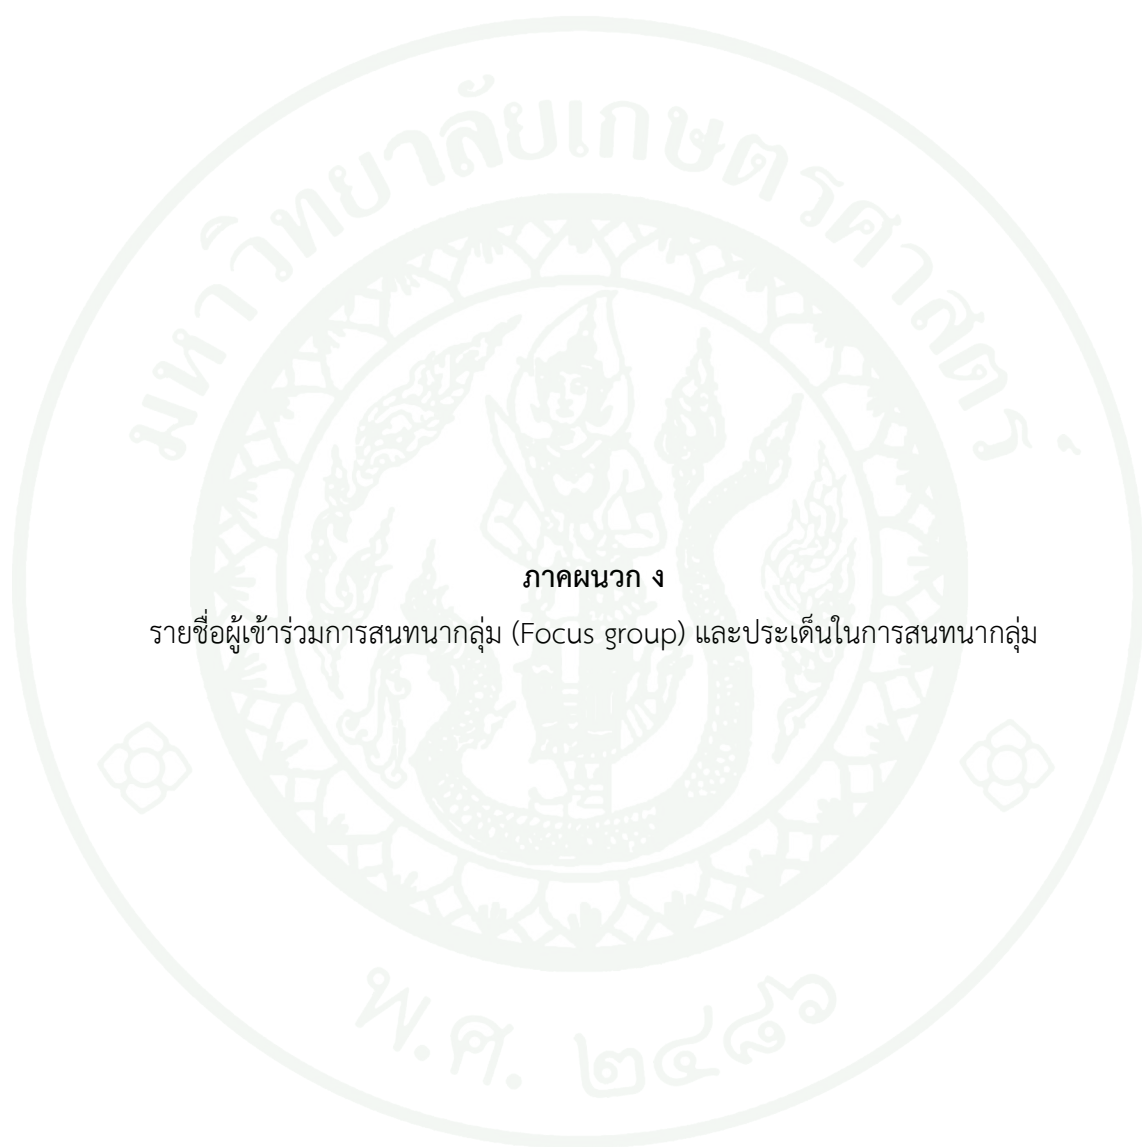 มหาวิทยาลัยเกษตรศาสตร์
ภาคผนวก ง
รายชื่อผู้เข้าร่วมการสนทนากลุ่ม (Focus group) และประเด็นในการสนทนากลุ่ม
พ.ศ. ๒๔๘๖